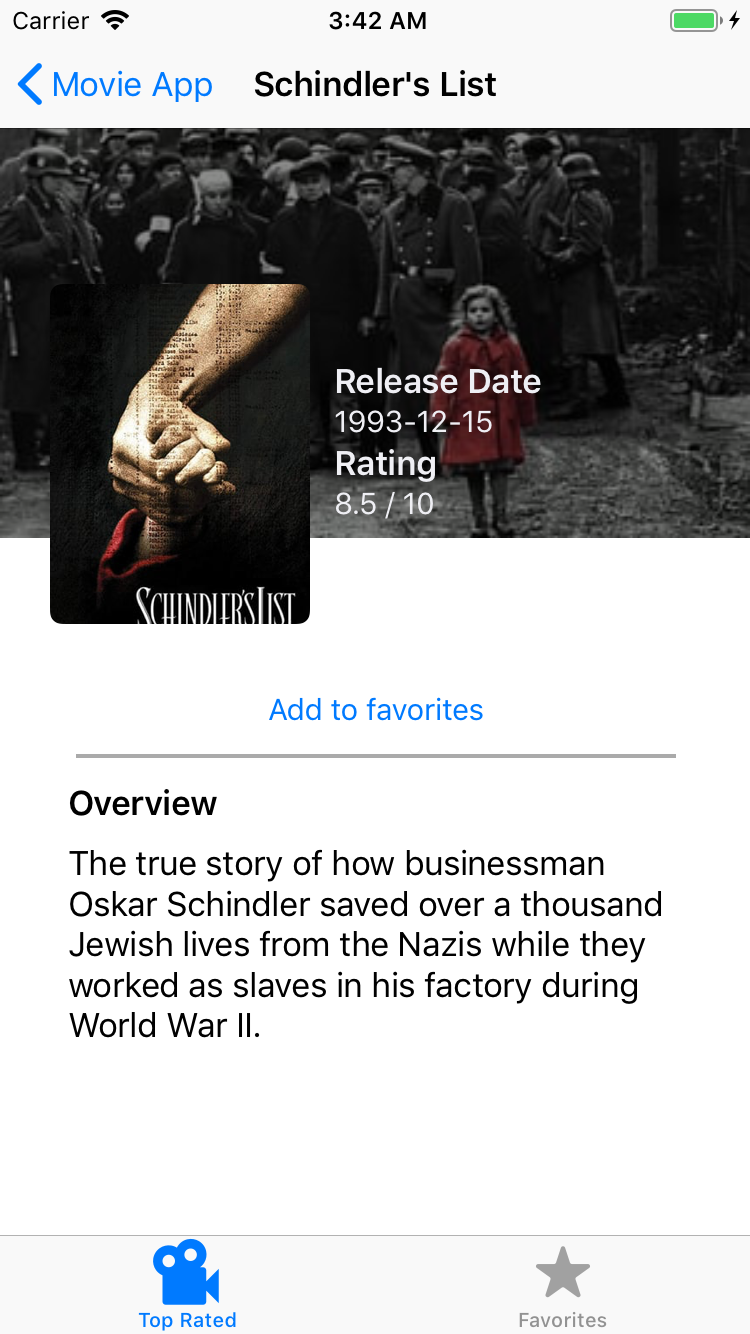 Carrier
3:42 AM
Movie App
Schindler's List
Release Date
1993-12-15
Rating
8.5 / 10
SCHINDLER'S LIST
Add to favorites
Overview
The true story of how businessman
Oskar Schindler saved over a thousand
Jewish lives from the Nazis while they
worked as slaves in his factory during
World War II.
Top Rated
Favorites